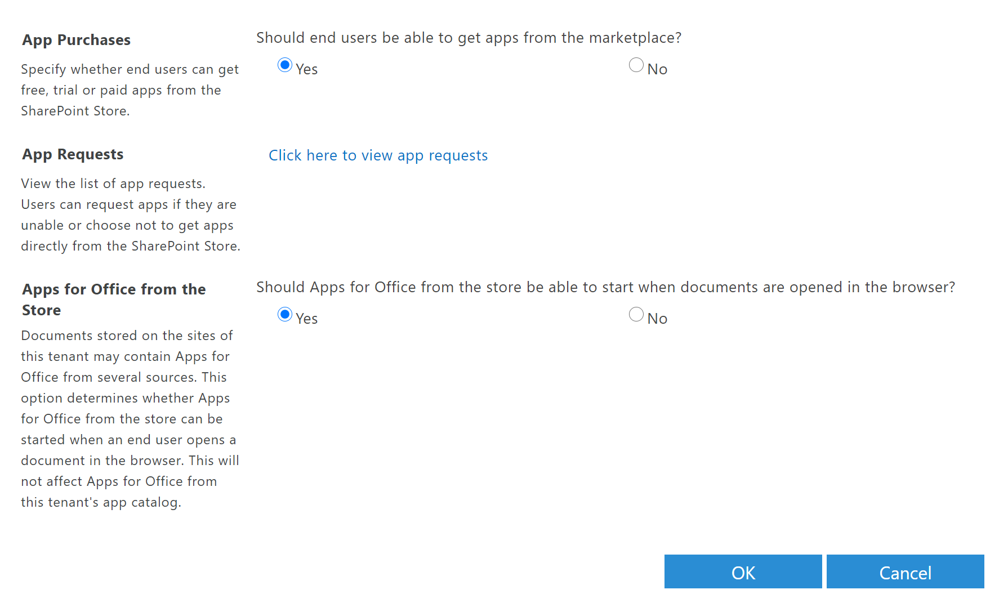 App Purchases
Specify whether end users can get
free, trial or paid apps from the
SharePoint Store.
Should end users be able to get apps from the marketplace?
Yes
No
App Requests
View the list of app requests.
Users can request apps if they are
unable or choose not to get apps
directly from the SharePoint Store.
Click here to view app requests
Apps for Office from the
Store
Documents stored on the sites of
this tenant may contain Apps for
Office from several sources. This
option determines whether Apps
for Office from the store can be
started when an end user opens a
document in the browser. This will
not affect Apps for Office from
this tenant's app catalog.
Should Apps for Office from the store be able to start when documents are opened in the browser?
Yes
No
OK
Cancel